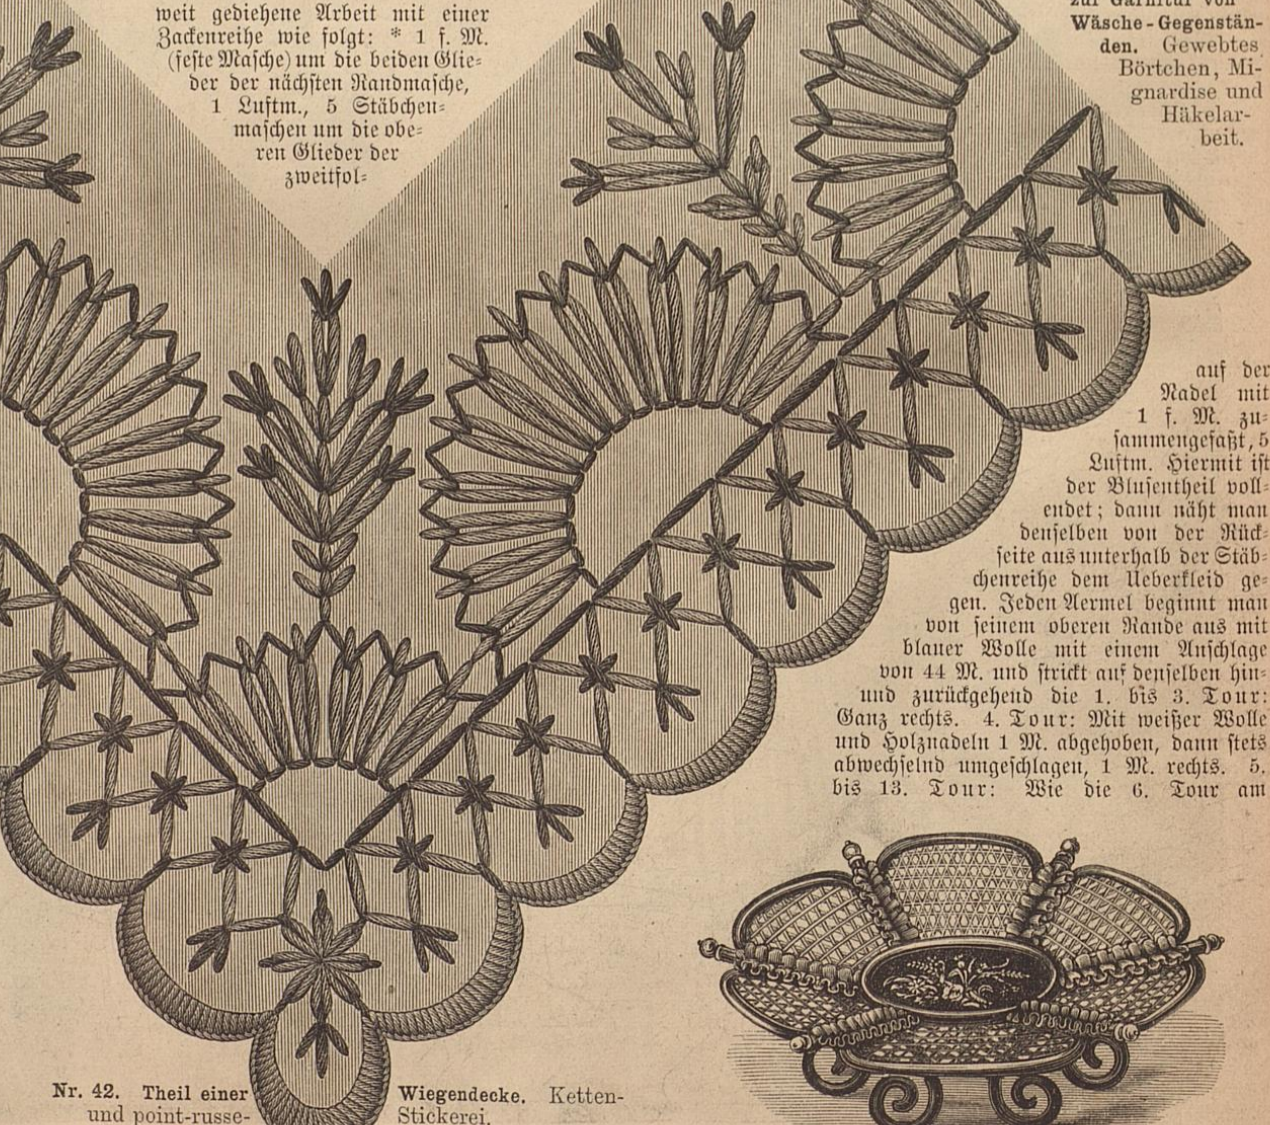 weit gediehene Arbeit mit einer
Zackenreihe wie folgt: * 1 f. M.
(feste Masche) um die beiden Glie-
der der nächsten Randmasche,
1 Luftm., 5 Stäbchen-
maschen um die obe-
ren Glieder der
zweitfol-
zur Garnitur von
Wäsche-Gegenstän-
den. Gewebtes
Börtchen, Mi-
gnardise und
Häkelar-
beit.
auf der
Nadel mit
1 f. M. zu-
sammengefaßt, 5
Luftm. Hiermit ist
der Blusentheil voll-
endet; dann näht man
denselben von der Rück-
seite aus unterhalb der Stäb-
chenreihe dem Ueberkleid ge-
gen. Jeden Aermel beginnt man
von seinem oberen Rande aus mit
blauer Wolle mit einem Anschlage
von 44 M. und strickt auf denselben hin-
und zurückgehend die 1. bis 3. Tour:
Ganz rechts. 4. Tour: Mit weißer Wolle
und Holznadeln 1 M. abgehoben, dann stets
abwechselnd umgeschlagen, 1 M. rechts. 5.
bis 13. Tour: Wie die 6. Tour am
Nr. 42. Theil einer Wiegendecke. Ketten-
und point-russe- Stickerei.